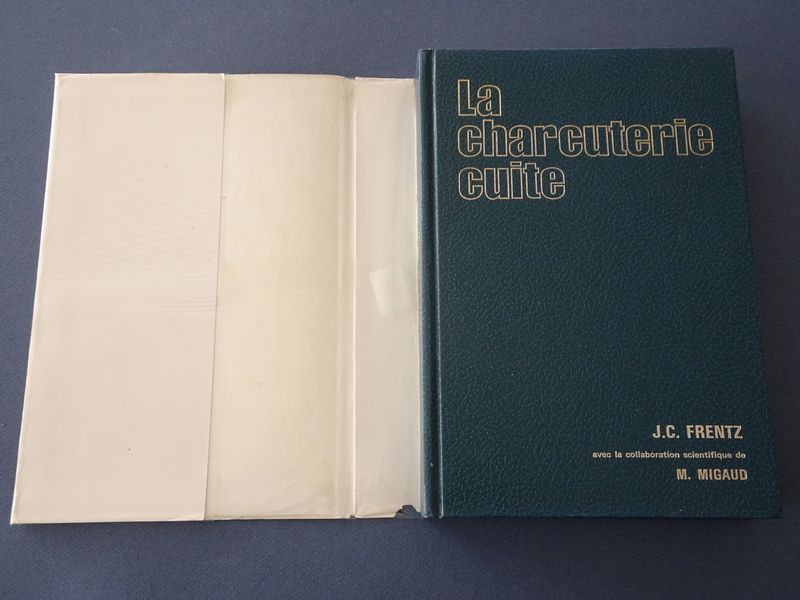 La
charcuterie
cuite
J.C. FRENTZ
avec la collaboration scientifique de
M. MIGAUD